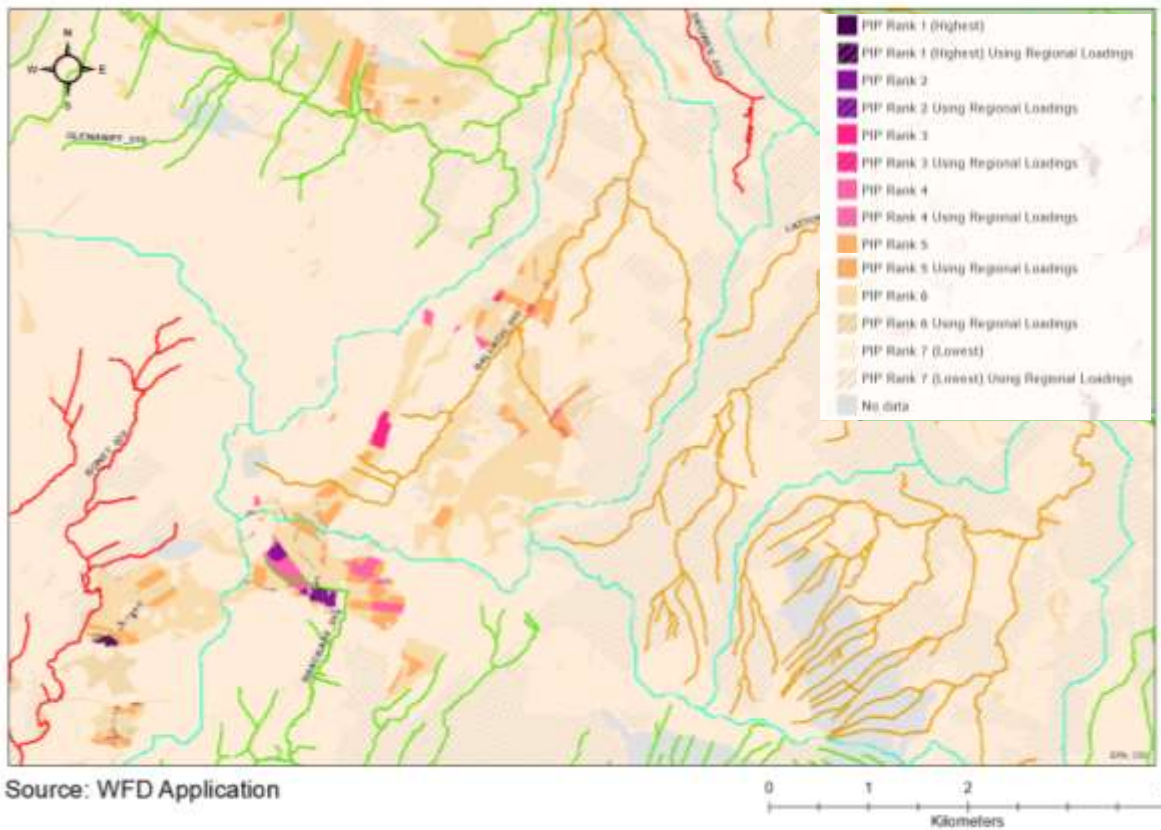 N
W E
S
GLENANIFF_010
PIP Rank 1 (Highest)
PIP Rank 1 (Highest) Using Regional Loadings
PIP Rank 2
PIP Rank 2 Using Regional Loadings
PIP Rank 3
PIP Rank 3 Using Regional Loadings
PIP Rank 4
PIP Rank 4 Using Regional Loadings
PIP Rank 5
PIP Rank 5 Using Regional Loadings
PIP Rank 6
PIP Rank 6 Using Regional Loadings
PIP Rank 7 (Lowest)
PIP Rank 7 (Lowest) Using Regional Loadings
No data
Source: WFD Application
0 1 2
Kilometers